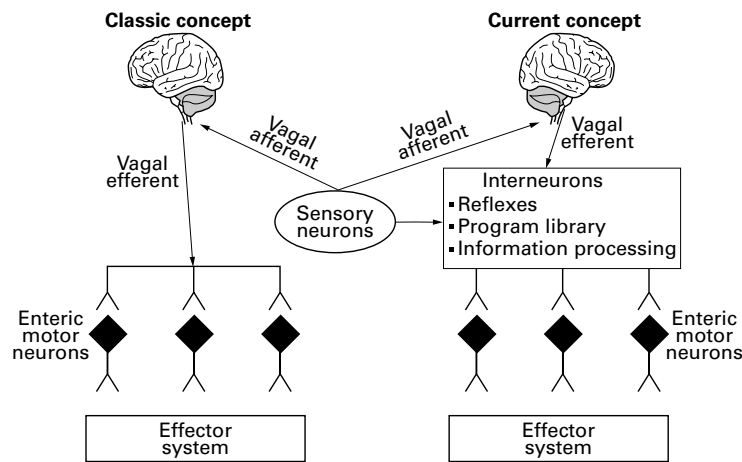 Classic concept
Current concept
Vagal
afferent
Vagal
afferent
Vagal
efferent
Vagal
efferent
Sensory
neurons
Interneurons
▪ Reflexes
▪ Program library
▪ Information processing
Enteric
motor
neurons
Enteric
motor
neurons
Effector
system
Effector
system